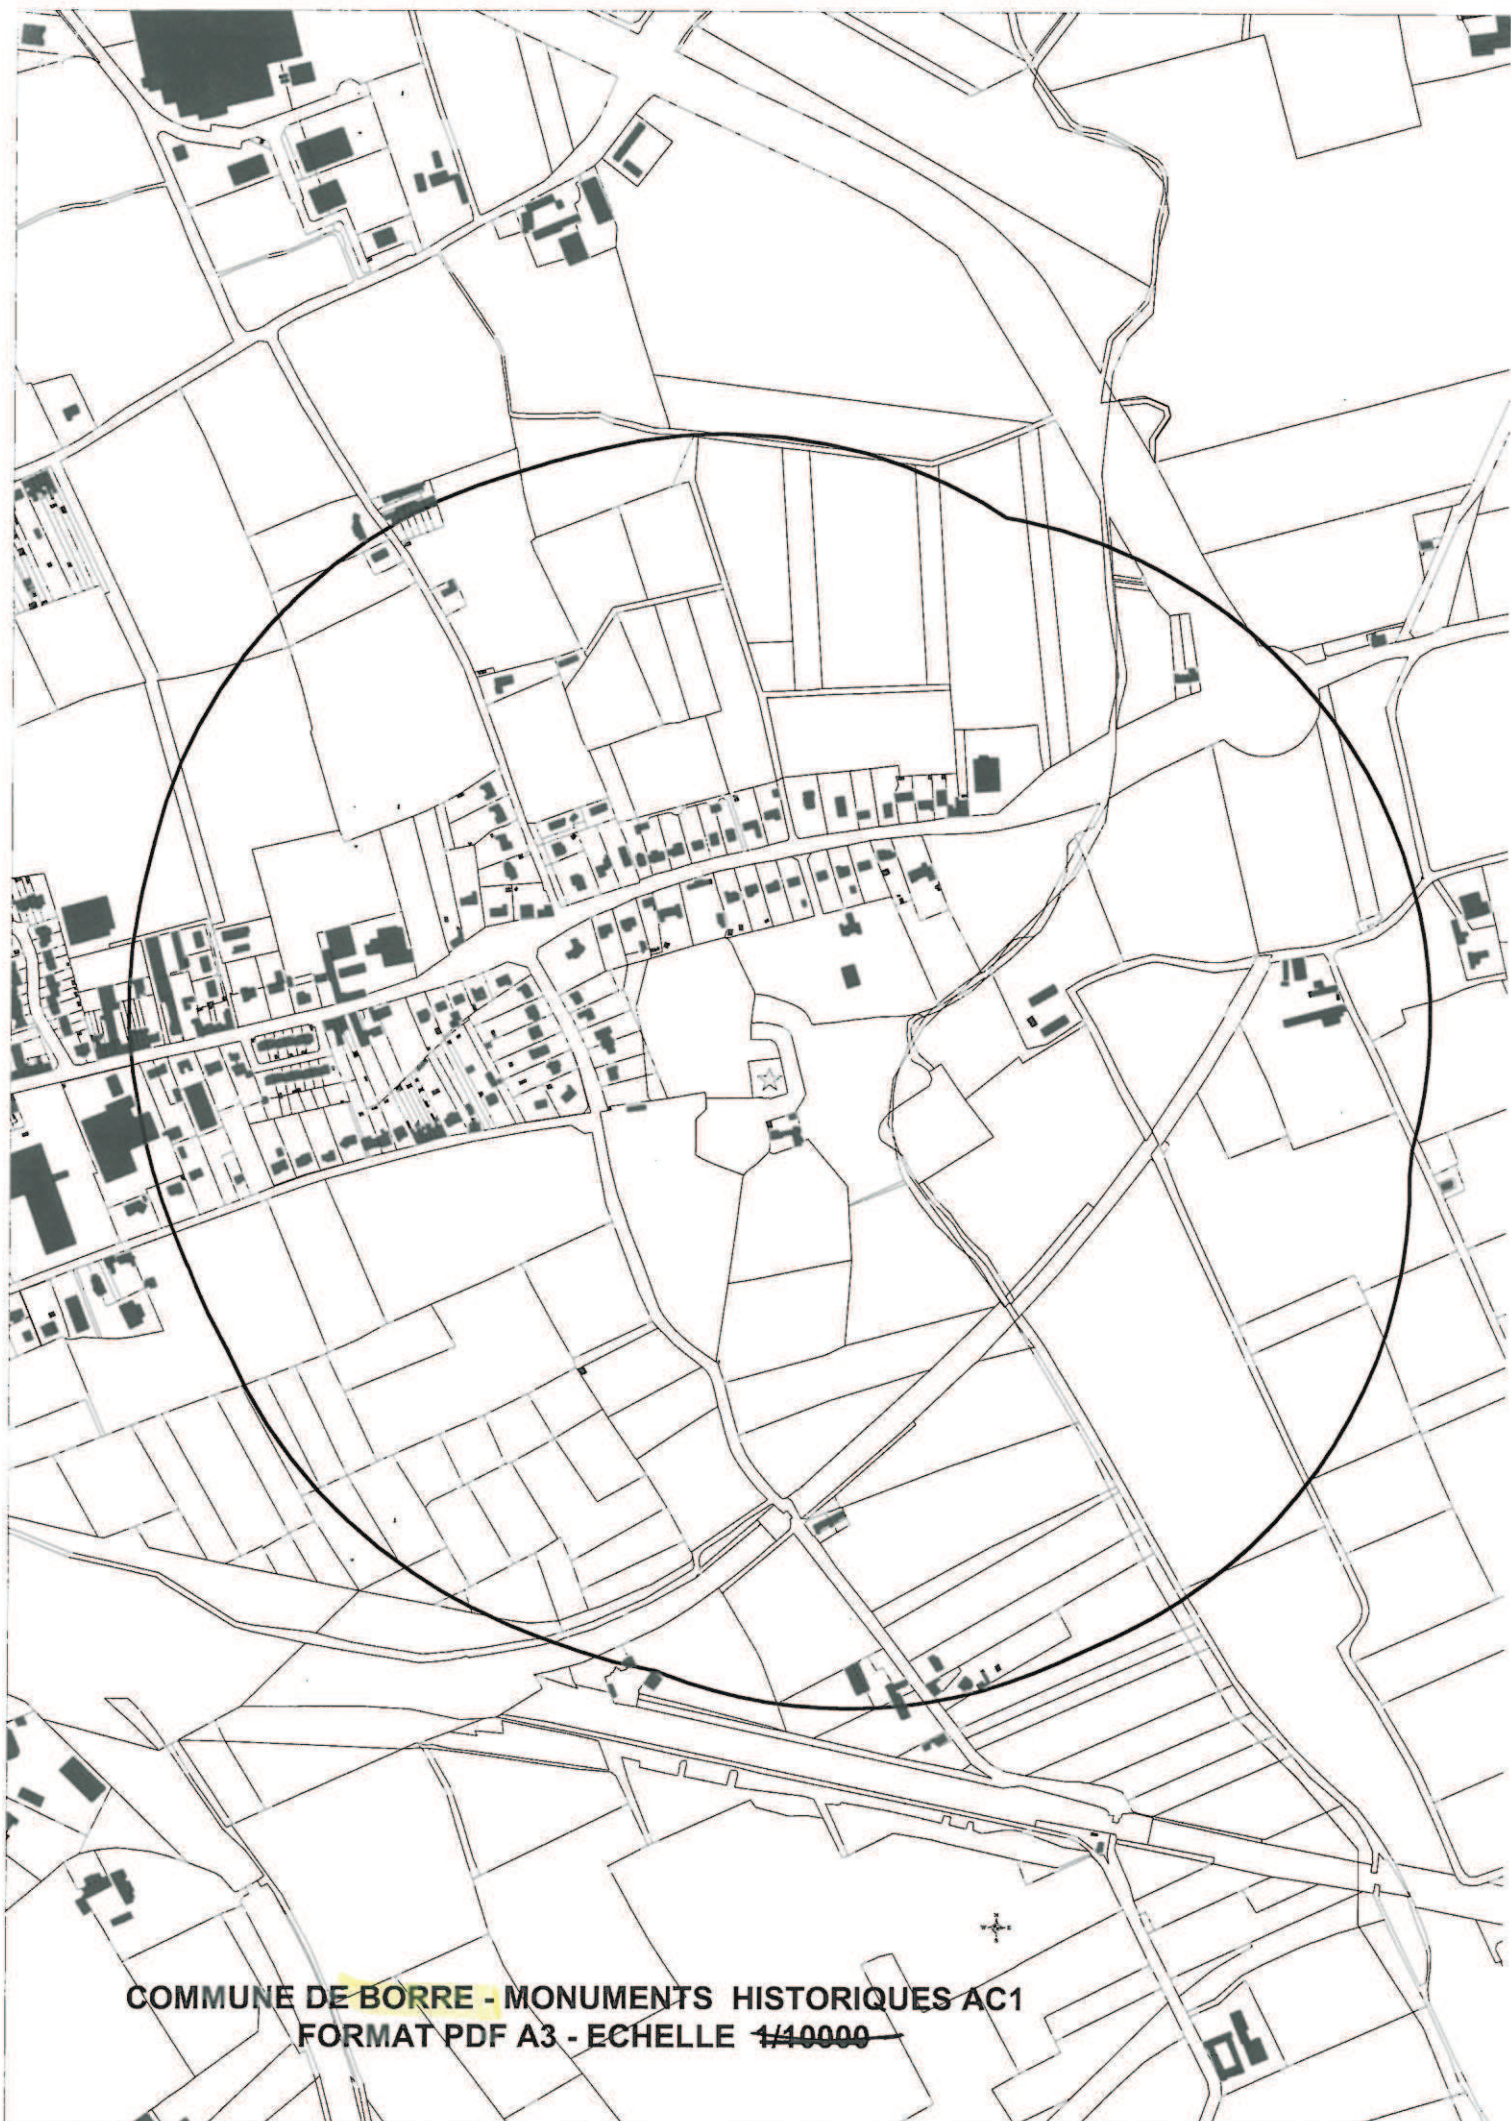 N
W E
S
COMMUNE DE BORRE - MONUMENTS HISTORIQUES AC1
FORMAT PDF A3 - ECHELLE 1/10000